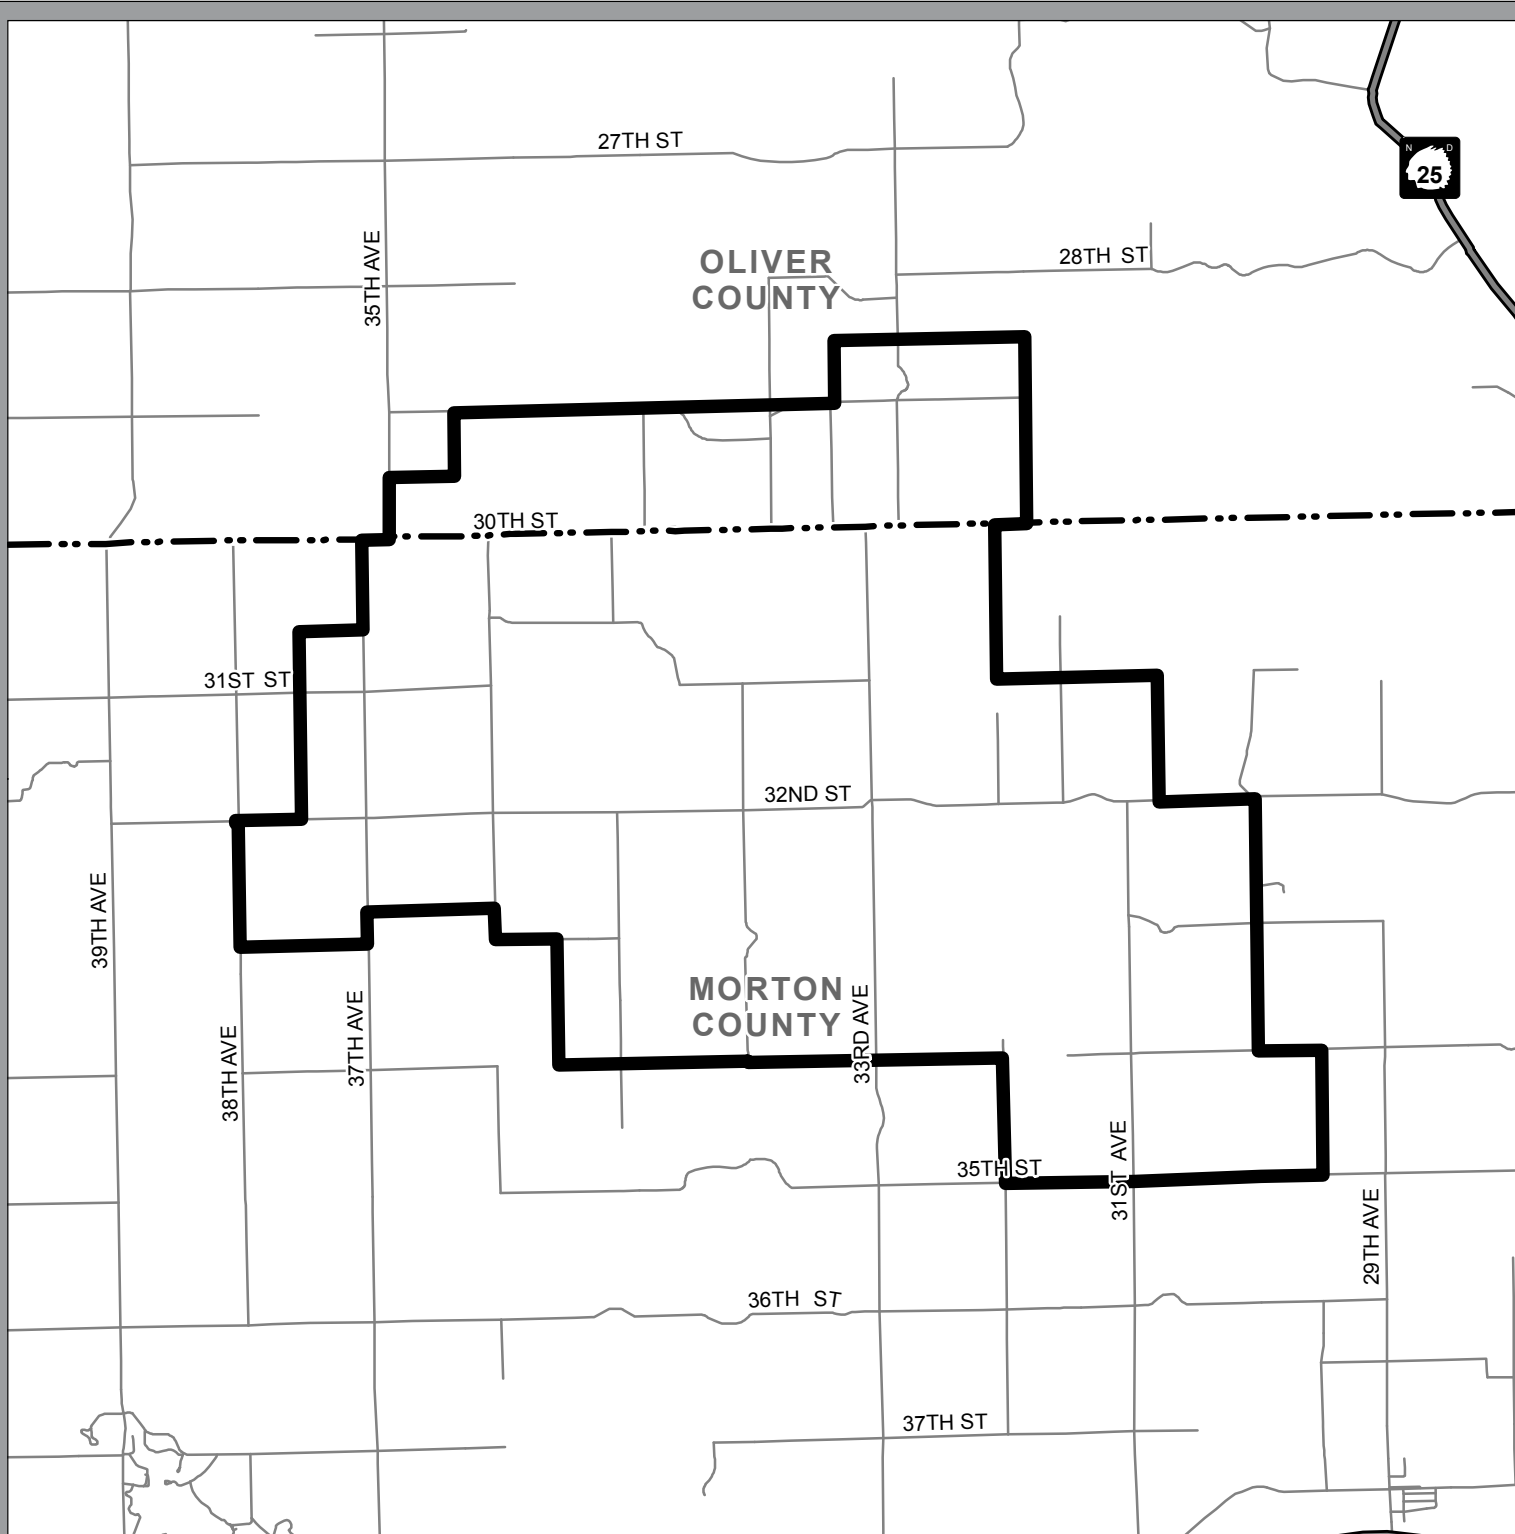 27TH ST
N D
25
35TH AVE
OLIVER
COUNTY
28TH ST
30TH ST
31ST ST
32ND ST
39TH AVE
MORTON
COUNTY
33RD AVE
37TH AVE
38TH AVE
35TH ST
31ST AVE
29TH AVE
36TH ST
37TH ST